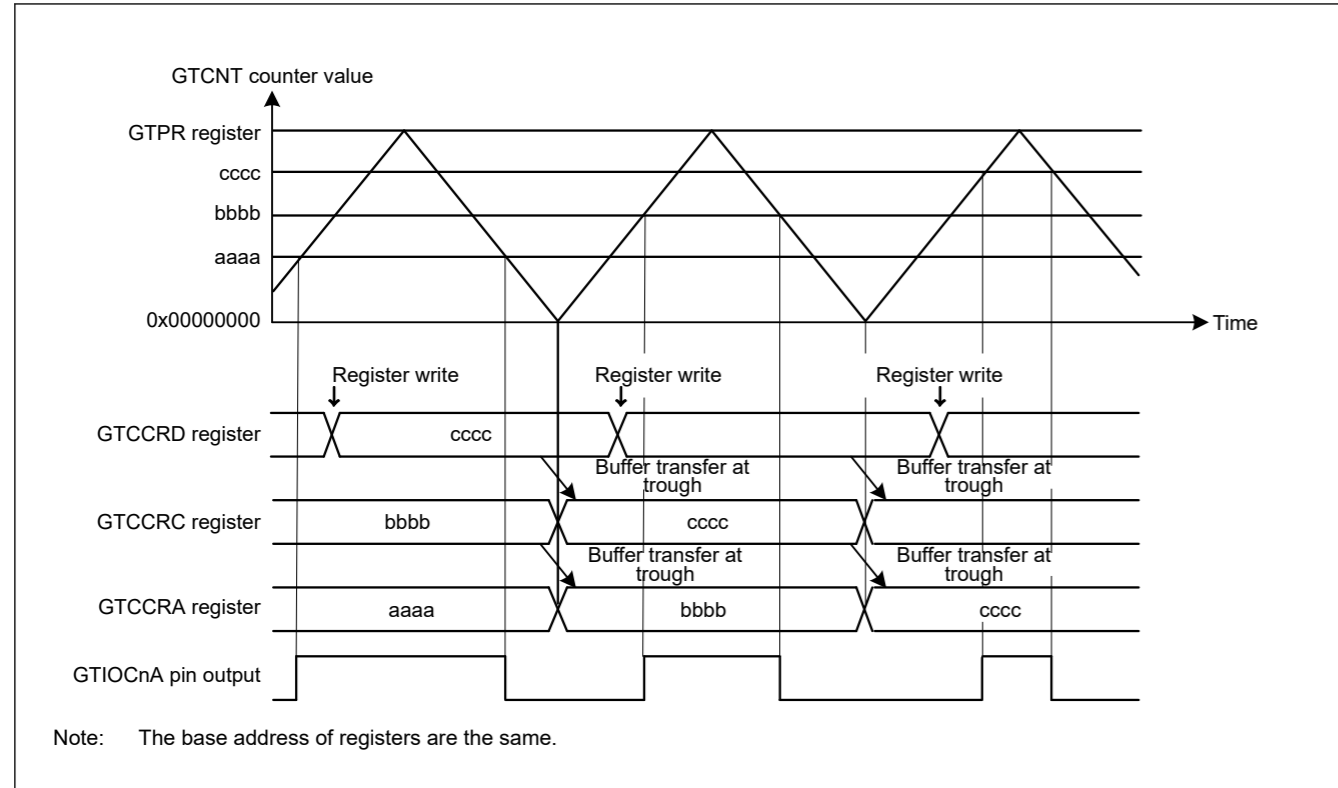 GTCNT counter value
GTPR register
cccc
bbbb
aaaa
0x00000000
Time
Register write
Register write
Register write
GTCCRD register
cccc
Buffer transfer at
trough
Buffer transfer at
trough
GTCCRC register
bbbb
cccc
Buffer transfer at
trough
Buffer transfer at
trough
GTCCRA register
aaaa
bbbb
cccc
GTIOCnA pin output
Note: The base address of registers are the same.